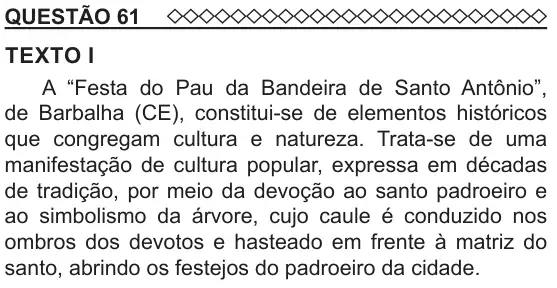 QUESTÃO 61
TEXTO I
A “Festa do Pau da Bandeira de Santo Antônio”,
de Barbalha (CE), constitui-se de elementos históricos
que congregam cultura e natureza. Trata-se de uma
manifestação de cultura popular, expressa em décadas
de tradição, por meio da devoção ao santo padroeiro e
ao simbolismo da árvore, cujo caule é conduzido nos
ombros dos devotos e hasteado em frente à matriz do
santo, abrindo os festejos do padroeiro da cidade.